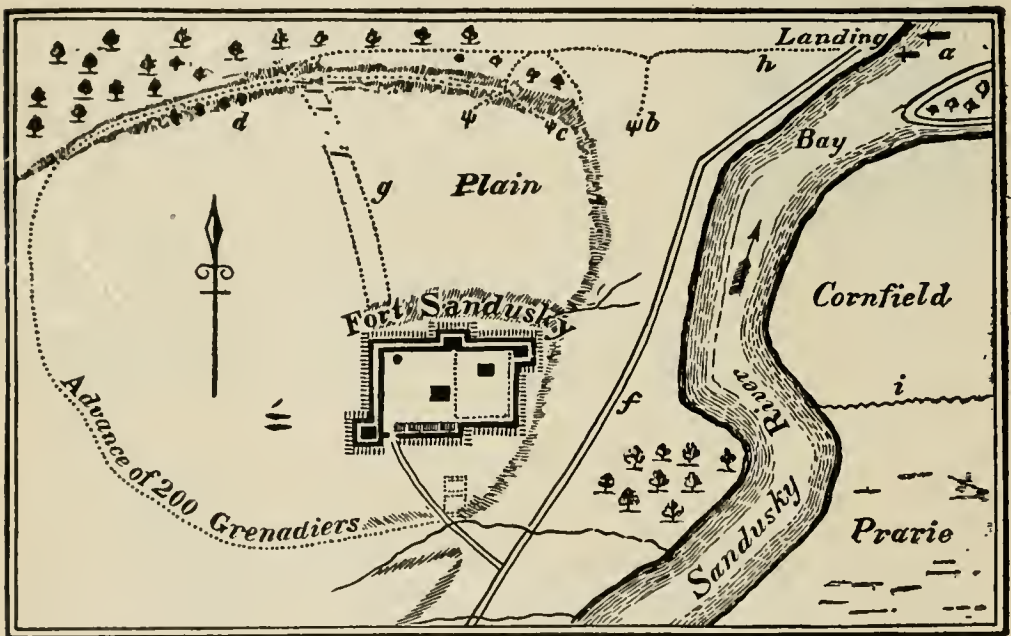 Landing
h
a
d
ψ
ψc
ψb
Bay
g
Plain
Cornfield
Fort Sandusky
i
f
River
Advance of 200 Grenadiers
Sandusky
Prarie